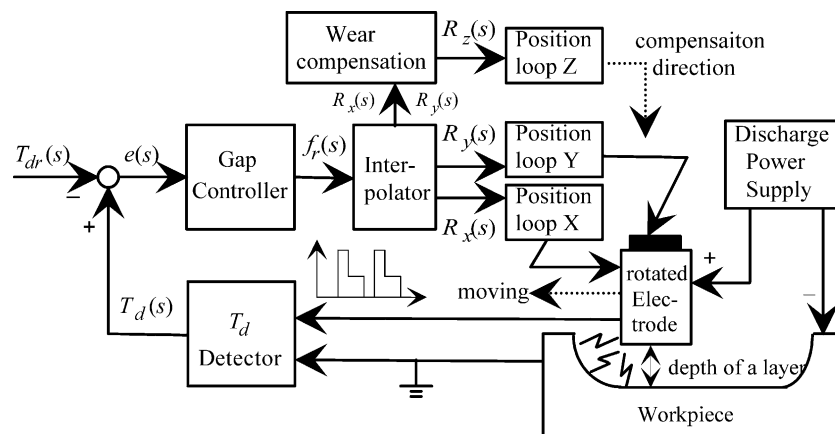 Wear
compensation
R_z(s)
Position
loop Z
compensaiton
direction
R_x(s)
R_y(s)
T_dr(s)
−
+
e(s)
Gap
Controller
f_r(s)
Inter-
polator
R_y(s)
R_x(s)
Position
loop Y
Position
loop X
Discharge
Power
Supply
+
−
rotated
Elec-
trode
moving
T_d(s)
T_d
Detector
depth of a layer
Workpiece